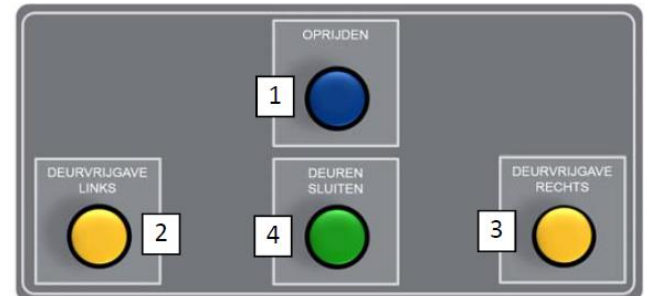 OPRIJDEN
1
DEURVRIJGAVE
LINKS
2
DEUREN
SLUITEN
4
DEURVRIJGAVE
RECHTS
3